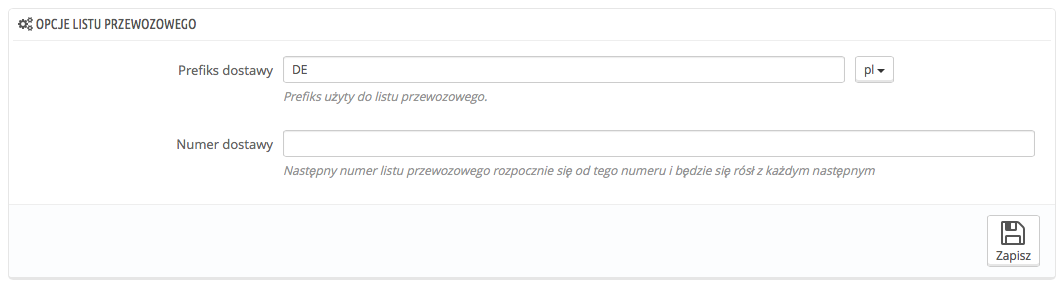 OPCJE LISTU PRZEWOZOWEGO
Prefiks dostawy DE pl
Prefiks użyty do listu przewozowego.
Numer dostawy
Następny numer listu przewozowego rozpocznie się od tego numeru i będzie się rósł z każdym następnym
Zapisz